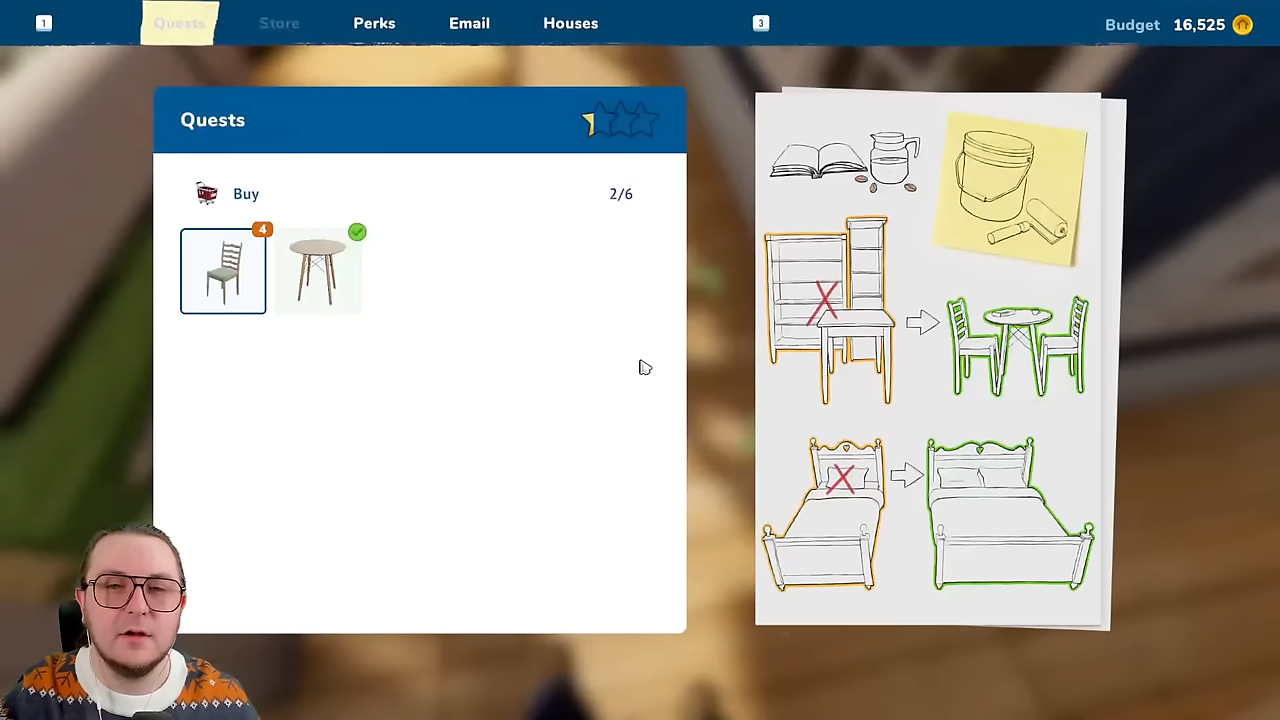 1
Quests
Store
Perks
Email
Houses
3
Budget 16,525
Quests
Buy
2/6
4